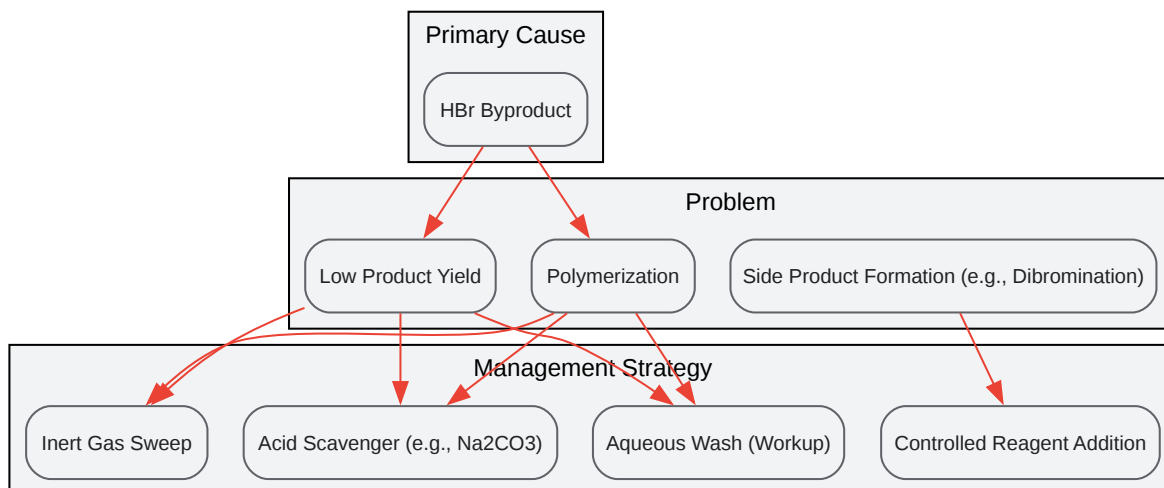 Primary Cause
HBr Byproduct
Problem
Low Product Yield
Polymerization
Side Product Formation (e.g., Dibromination)
Management Strategy
Inert Gas Sweep
Acid Scavenger (e.g., Na2CO3)
Aqueous Wash (Workup)
Controlled Reagent Addition